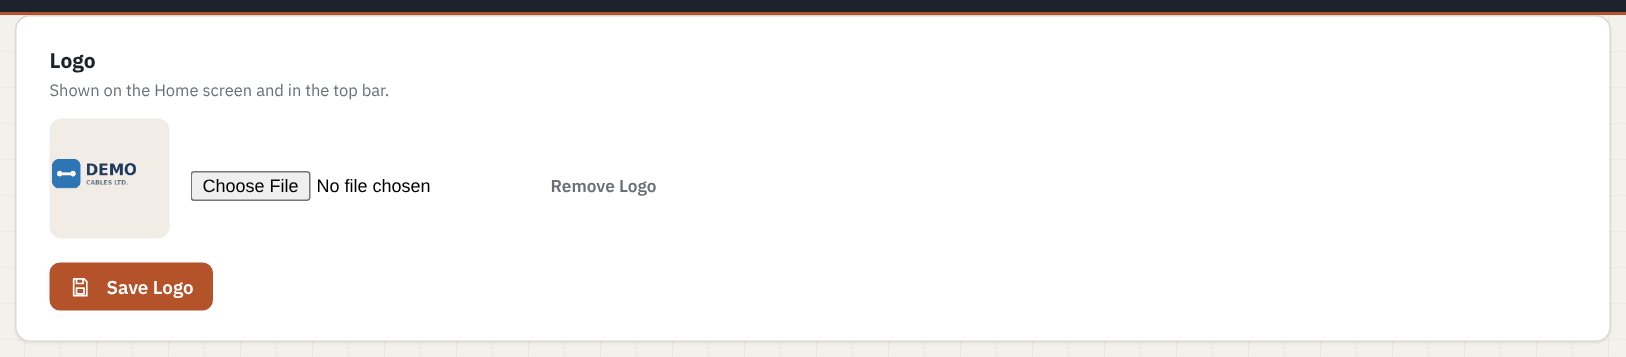 Logo
Shown on the Home screen and in the top bar.
DEMO
CABLES LTD.
Choose File No file chosen
Remove Logo
Save Logo